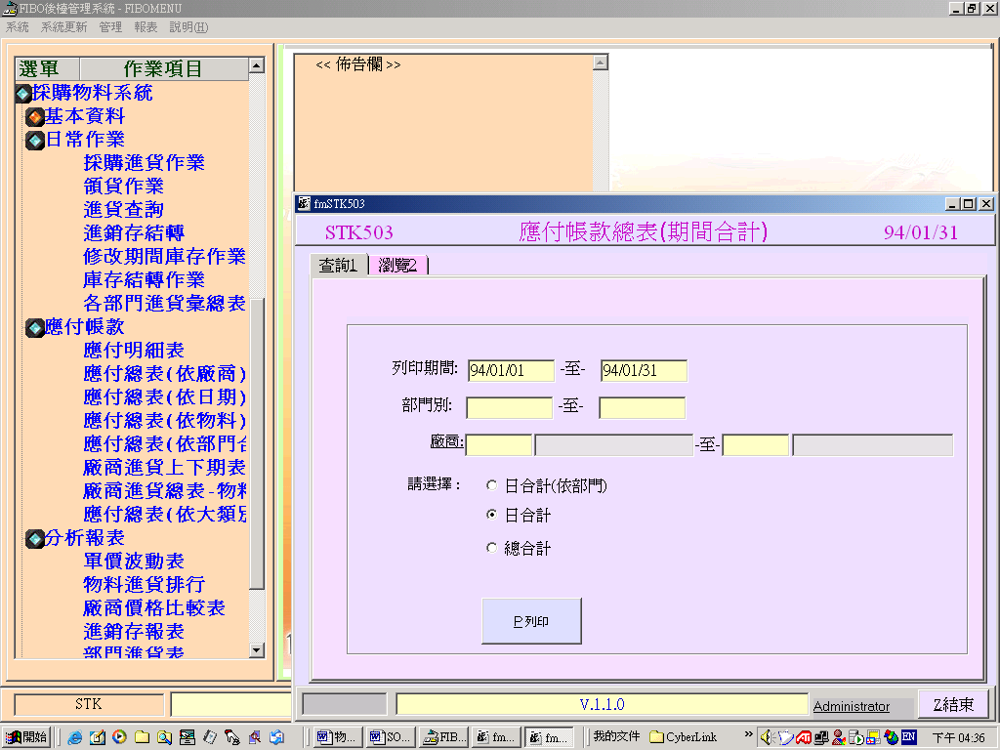 FIBO後檯管理系統 - FIBOMENU
系統 系統更新 管理 報表 說明(H)
選單 作業項目
採購物料系統
基本資料
日常作業
採購進貨作業
領貨作業
進貨查詢
進銷存結轉
修改期間庫存作業
庫存結轉作業
各部門進貨彙總表
應付帳款
應付明細表
應付總表(依廠商)
應付總表(依日期)
應付總表(依物料)
應付總表(依部門合
廠商進貨上下期表
廠商進貨總表-物料
應付總表(依大類別
分析報表
單價波動表
物料進貨排行
廠商價格比較表
進銷存報表
部門進貨表
STK
<< 佈告欄 >>
fmSTK503
STK503 應付帳款總表(期間合計) 94/01/31
查詢1 瀏覽2
列印期間: 94/01/01 -至- 94/01/31
部門別: -至-
廠商: -至-
請選擇: 日合計(依部門)
日合計
總合計
P列印
V.1.1.0 Administrator Z結束
開始 物... SO... FIB... fm... fm... 我的文件 CyberLink » EN 下午 04:36